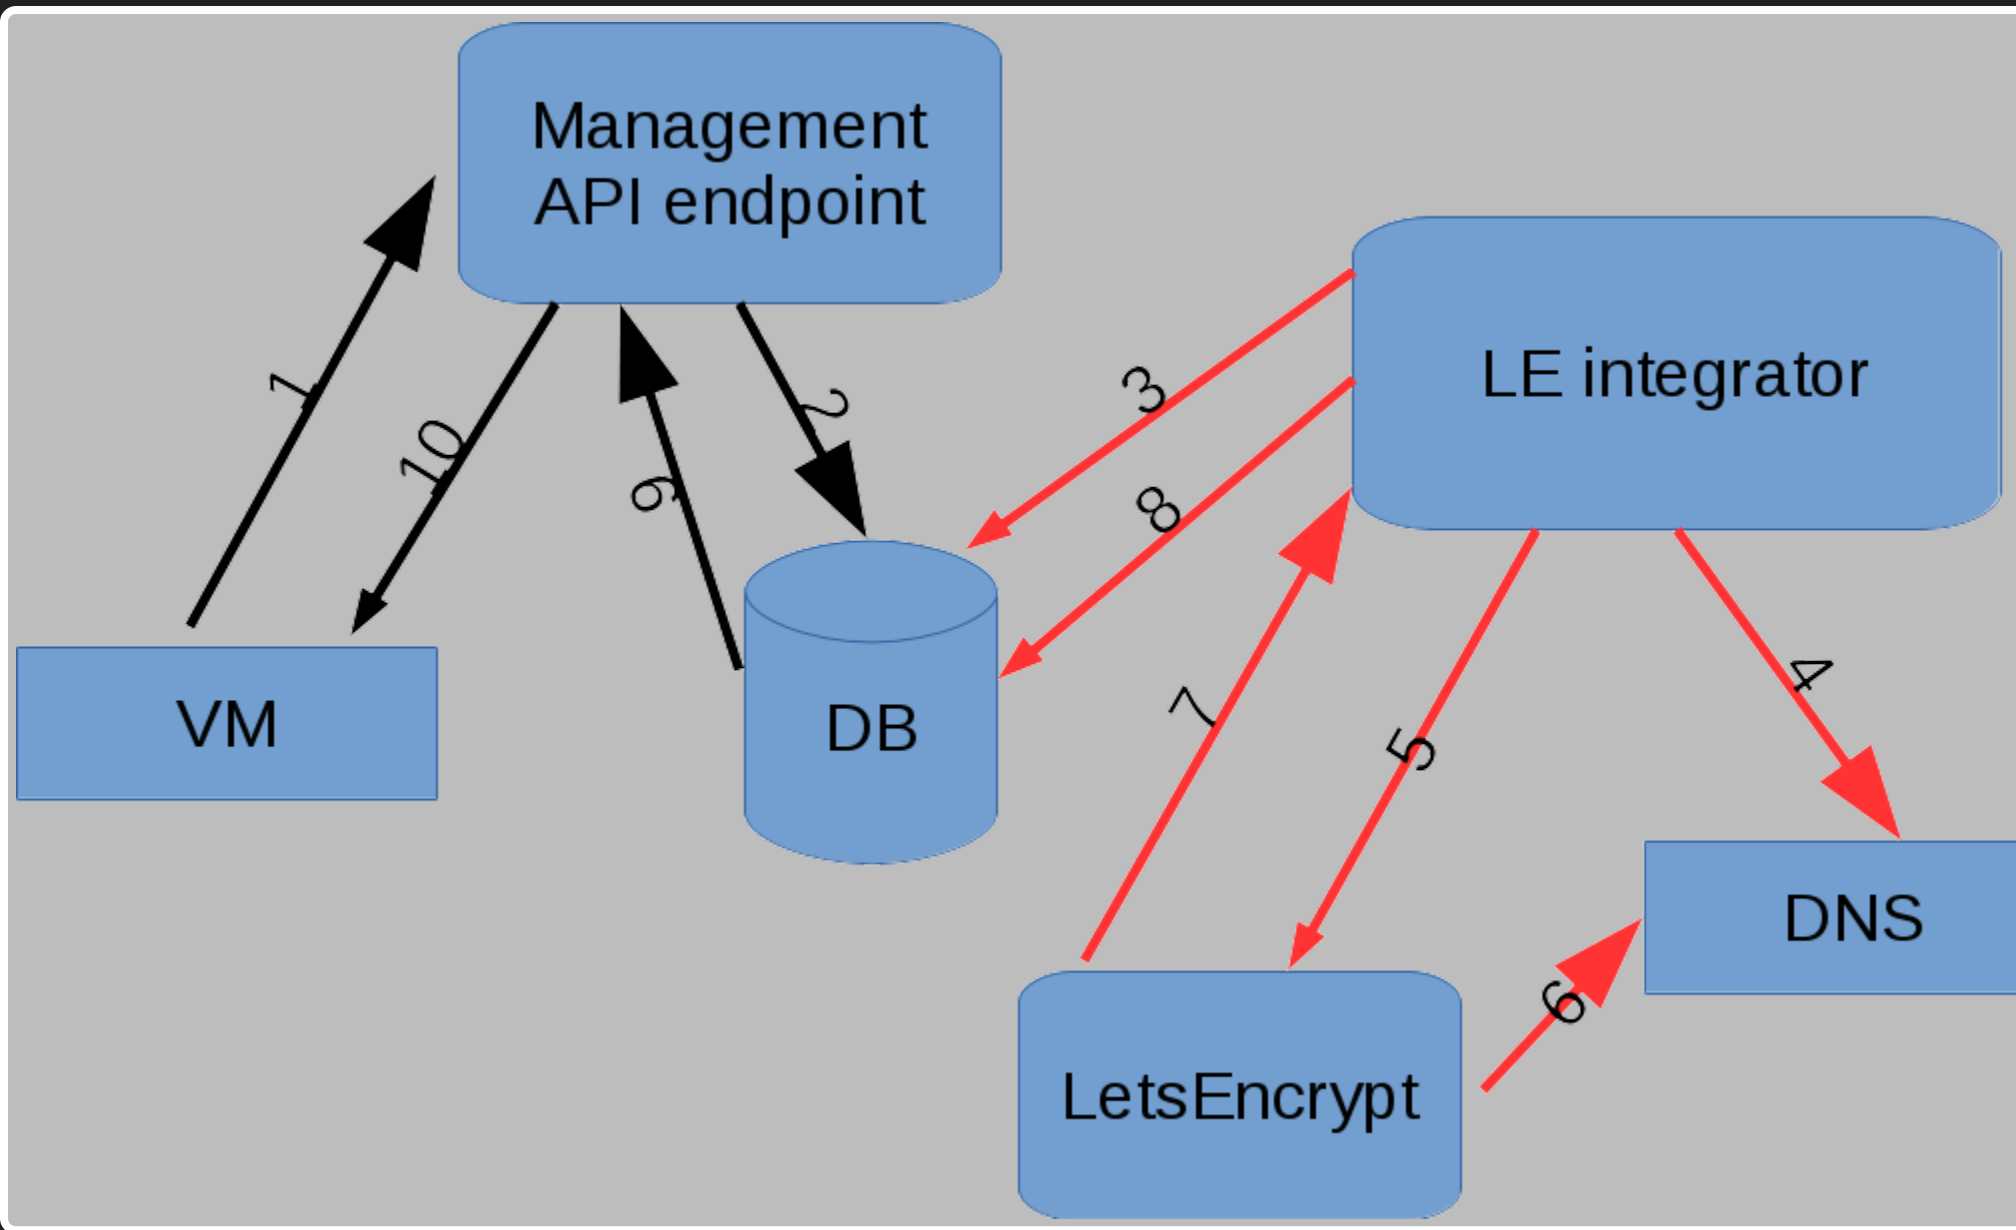 Management
API endpoint
LE integrator
1
10
9
2
3
8
7
5
4
6
VM
DB
DNS
LetsEncrypt